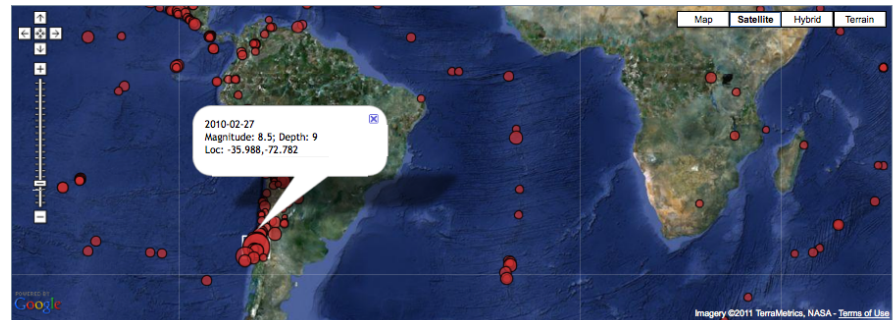 Map Satellite Hybrid Terrain
2010-02-27
Magnitude: 8.5; Depth: 9
Loc: -35.988,-72.782
POWERED BY
Google
Imagery ©2011 TerraMetrics, NASA - Terms of Use